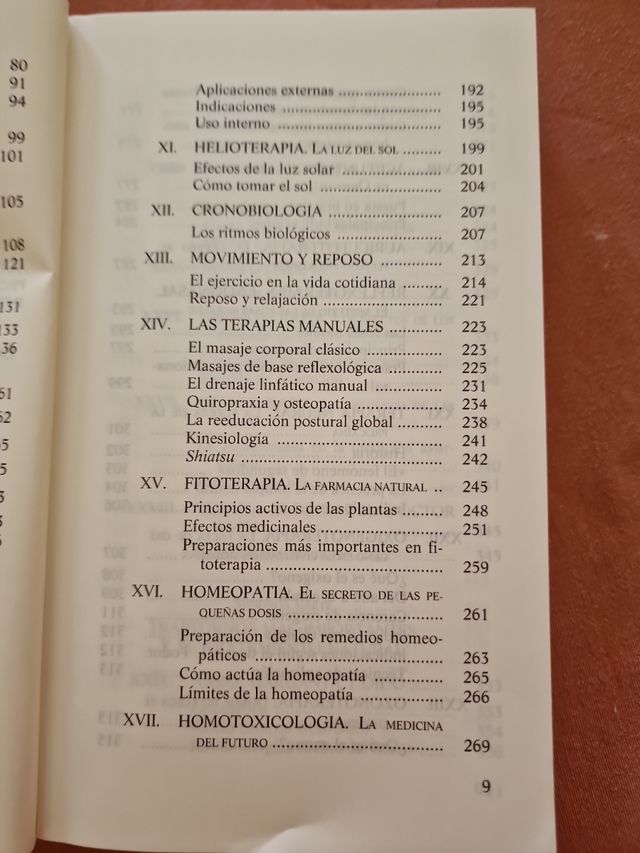 80
91
94
99
101
105
108
121
131
133
36
61
62
Aplicaciones externas ........................ 192
Indicaciones ........................ 195
Uso interno ........................ 195
XI. HELIOTERAPIA. LA LUZ DEL SOL ........ 199
Efectos de la luz solar ........................ 201
Cómo tomar el sol ........................ 204
XII. CRONOBIOLOGIA ........................ 207
Los ritmos biológicos ........................ 207
XIII. MOVIMIENTO Y REPOSO ............. 213
El ejercicio en la vida cotidiana ........ 214
Reposo y relajación ........................ 221
XIV. LAS TERAPIAS MANUALES ............ 223
El masaje corporal clásico ............... 223
Masajes de base reflexológica ........... 225
El drenaje linfático manual ............. 231
Quiropraxia y osteopatía ................. 234
La reeducación postural global ......... 238
Kinesiología ........................ 241
Shiatsu ........................ 242
XV. FITOTERAPIA. LA FARMACIA NATURAL .. 245
Principios activos de las plantas ....... 248
Efectos medicinales ........................ 251
Preparaciones más importantes en fi-
toterapia ........................ 259
XVI. HOMEOPATIA. EL SECRETO DE LAS PE-
QUEÑAS DOSIS ........................ 261
Preparación de los remedios homeo-
páticos ........................ 263
Cómo actúa la homeopatía ............. 265
Límites de la homeopatía ................ 266
XVII. HOMOTOXICOLOGIA. LA MEDICINA
DEL FUTURO ........................ 269
9